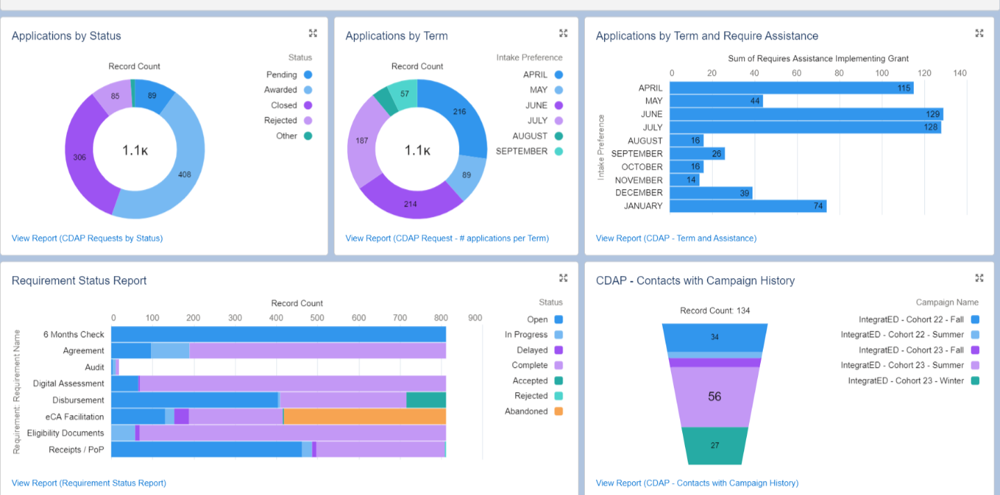 Applications by Status
Status
Record Count
Pending
Awarded
Closed
Rejected
Other
89
85
306
408
1.1K
View Report (CDAP Requests by Status)
Applications by Term
Intake Preference
Record Count
APRIL
MAY
JUNE
JULY
AUGUST
SEPTEMBER
57
216
187
89
214
1.1K
View Report (CDAP Request - # applications per Term)
Applications by Term and Require Assistance
Sum of Requires Assistance Implementing Grant
0 20 40 60 80 100 120 140
Intake Preference
APRIL 115
MAY 44
JUNE 129
JULY 128
AUGUST 16
SEPTEMBER 26
OCTOBER 16
NOVEMBER 14
DECEMBER 39
JANUARY 74
View Report (CDAP - Term and Assistance)
Requirement Status Report
Record Count
0 100 200 300 400 500 600 700 800 900
Requirement: Requirement Name
6 Months Check
Agreement
Audit
Digital Assessment
Disbursement
eCA Facilitation
Eligibility Documents
Receipts / PoP
Status
Open
In Progress
Delayed
Complete
Accepted
Rejected
Abandoned
View Report (Requirement Status Report)
CDAP - Contacts with Campaign History
Record Count: 134
34
56
27
Campaign Name
IntegratED - Cohort 22 - Fall
IntegratED - Cohort 22 - Summer
IntegratED - Cohort 23 - Fall
IntegratED - Cohort 23 - Summer
IntegratED - Cohort 23 - Winter
View Report (CDAP - Contacts with Campaign History)